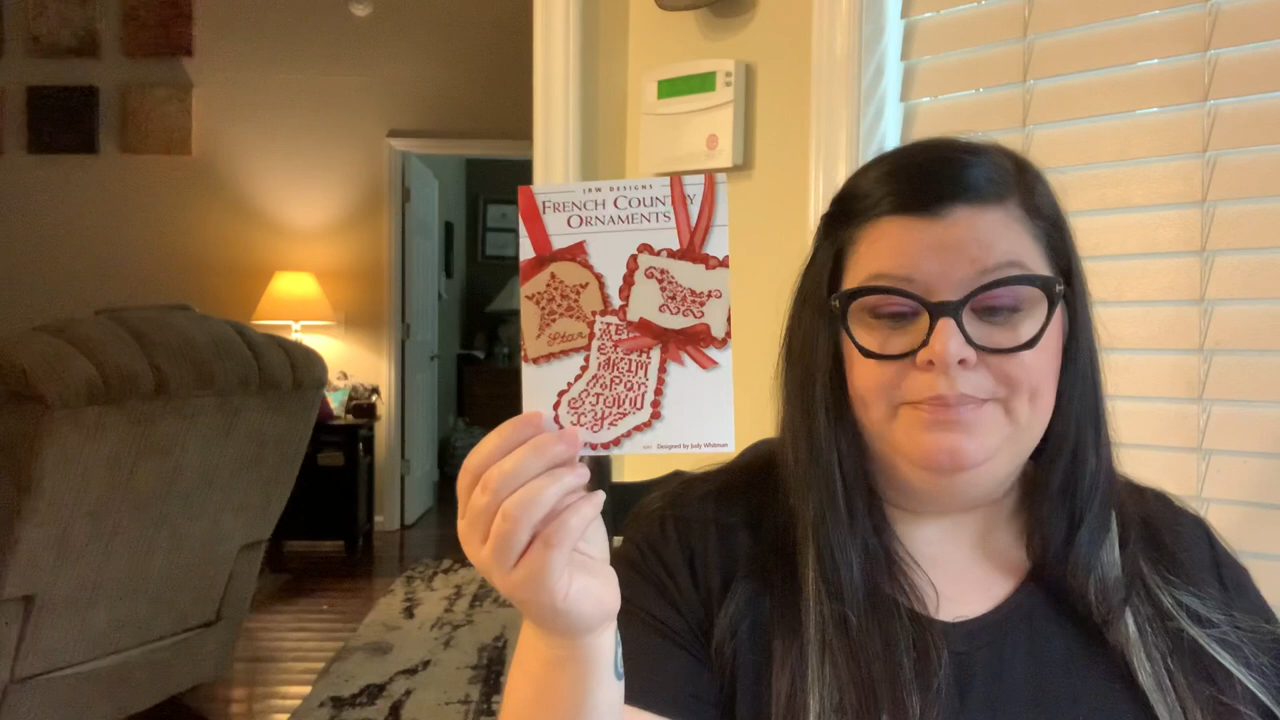 JBW DESIGNS
FRENCH COUNTRY
ORNAMENTS
Star
Designed by Judy Whitman